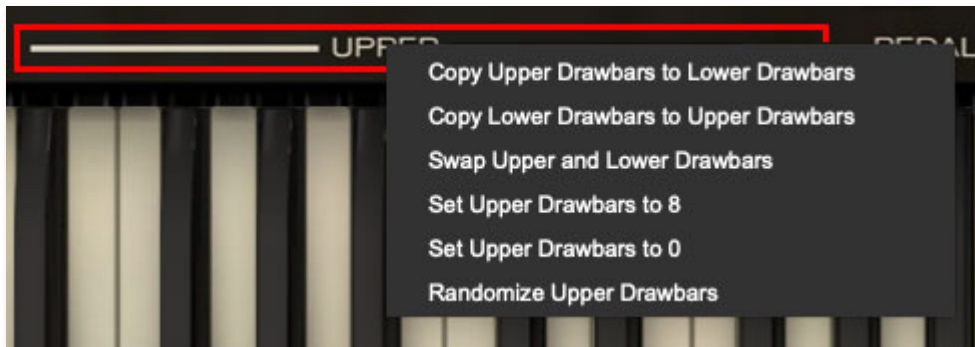 UPPER
PEDAL
Copy Upper Drawbars to Lower Drawbars
Copy Lower Drawbars to Upper Drawbars
Swap Upper and Lower Drawbars
Set Upper Drawbars to 8
Set Upper Drawbars to 0
Randomize Upper Drawbars